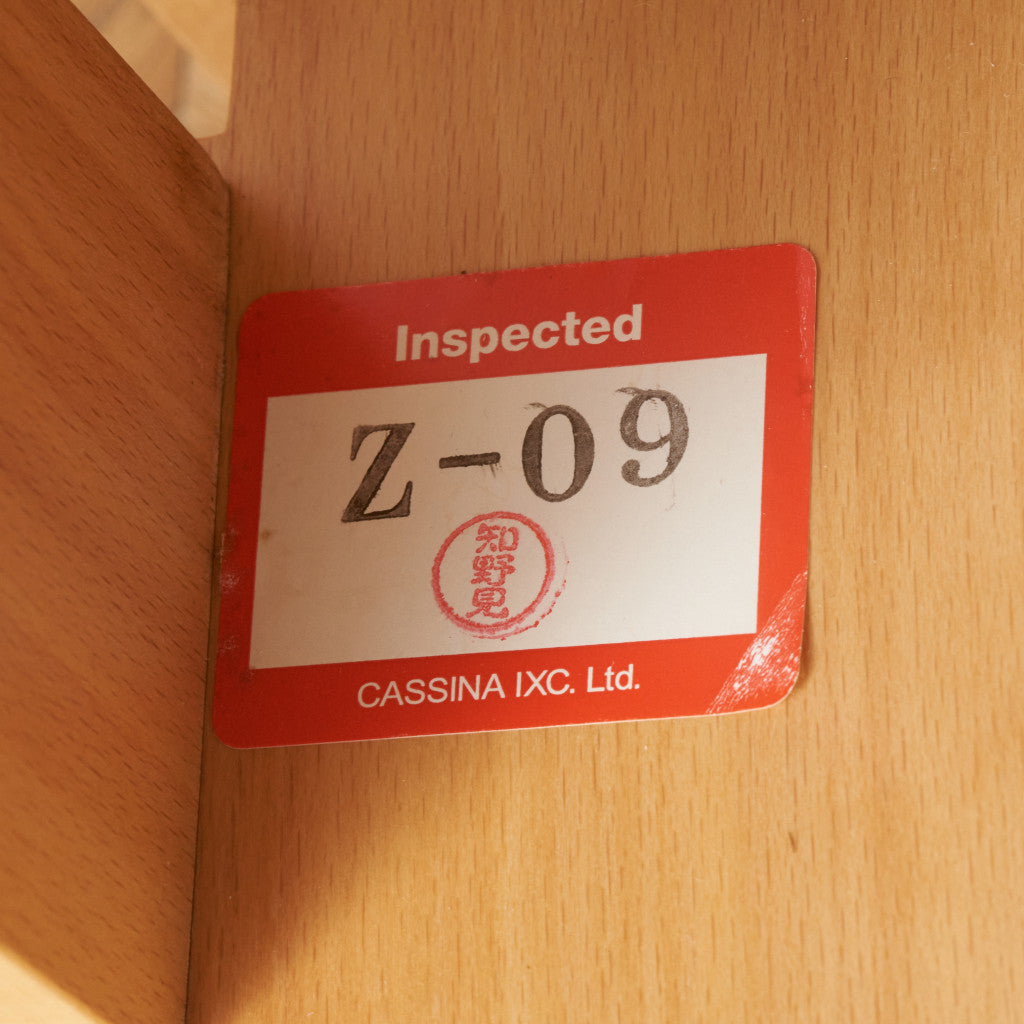 Inspected
Z-09
知野見
CASSINA IXC. Ltd.